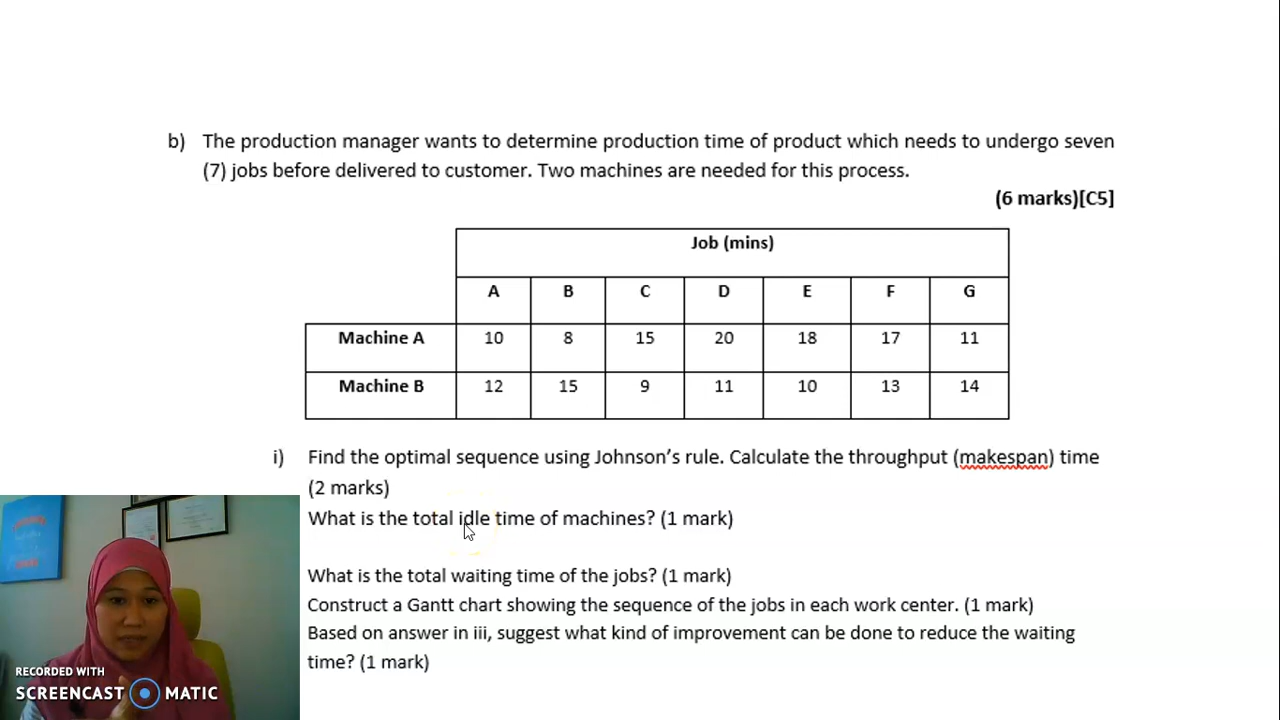 b) The production manager wants to determine production time of product which needs to undergo seven
(7) jobs before delivered to customer. Two machines are needed for this process.
(6 marks)[C5]
Job (mins)
A B C D E F G
Machine A 10 8 15 20 18 17 11
Machine B 12 15 9 11 10 13 14
i) Find the optimal sequence using Johnson's rule. Calculate the throughput (makespan) time
(2 marks)
What is the total idle time of machines? (1 mark)
What is the total waiting time of the jobs? (1 mark)
Construct a Gantt chart showing the sequence of the jobs in each work center. (1 mark)
Based on answer in iii, suggest what kind of improvement can be done to reduce the waiting
time? (1 mark)
RECORDED WITH
SCREENCAST MATIC